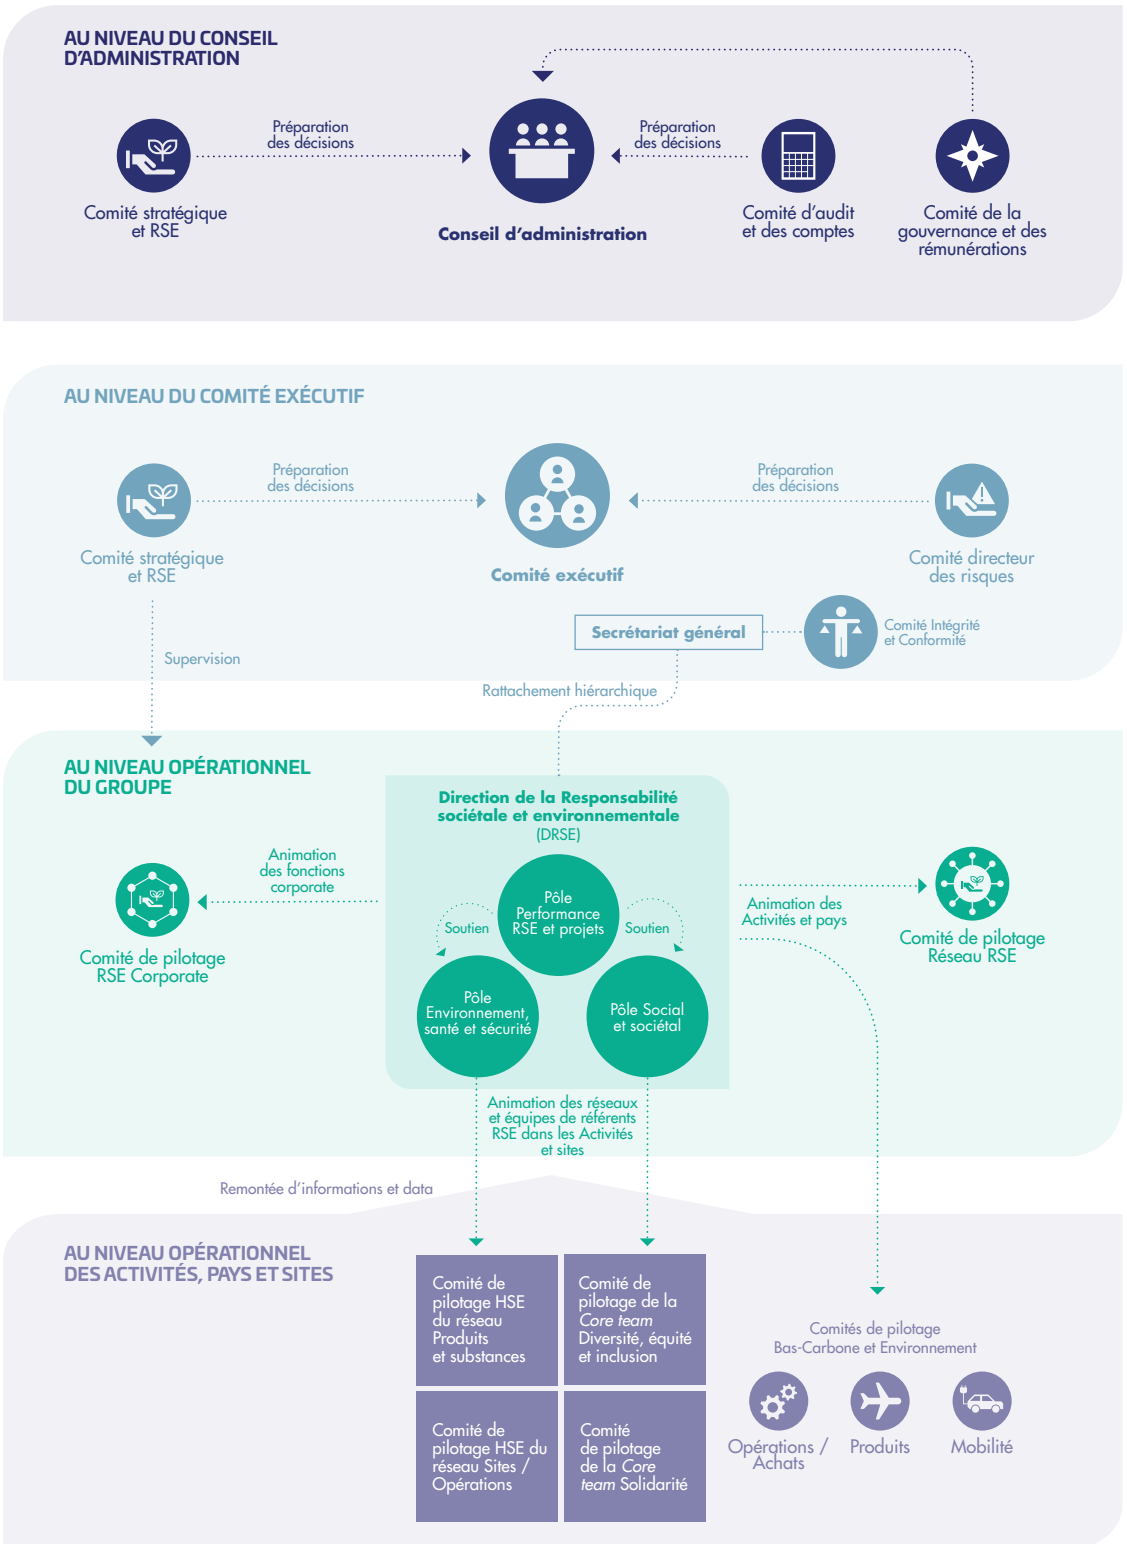 AU NIVEAU DU CONSEIL
D'ADMINISTRATION
Préparation
des décisions
Préparation
des décisions
Comité stratégique
et RSE
Conseil d'administration
Comité d'audit
et des comptes
Comité de la
gouvernance et des
rémunérations
AU NIVEAU DU COMITÉ EXÉCUTIF
Préparation
des décisions
Préparation
des décisions
Comité stratégique
et RSE
Comité exécutif
Comité directeur
des risques
Secrétariat général
Comité Intégrité
et Conformité
Supervision
Rattachement hiérarchique
AU NIVEAU OPÉRATIONNEL
DU GROUPE
Direction de la Responsabilité
sociétale et environnementale
(DRSE)
Animation
des fonctions
corporate
Comité de pilotage
RSE Corporate
Pôle
Performance
RSE et projets
Soutien
Soutien
Pôle
Environnement,
santé et sécurité
Pôle Social
et sociétal
Animation des
Activités et pays
Comité de pilotage
Réseau RSE
Animation des réseaux
et équipes de référents
RSE dans les Activités
et sites
Remontée d'informations et data
AU NIVEAU OPÉRATIONNEL
DES ACTIVITÉS, PAYS ET SITES
Comité de
pilotage HSE
du réseau
Produits
et substances
Comité de
pilotage de la
Core team
Diversité, équité
et inclusion
Comité de
pilotage HSE du
réseau Sites /
Opérations
Comité
de pilotage
de la Core
team Solidarité
Comités de pilotage
Bas-Carbone et Environnement
Opérations /
Achats
Produits
Mobilité